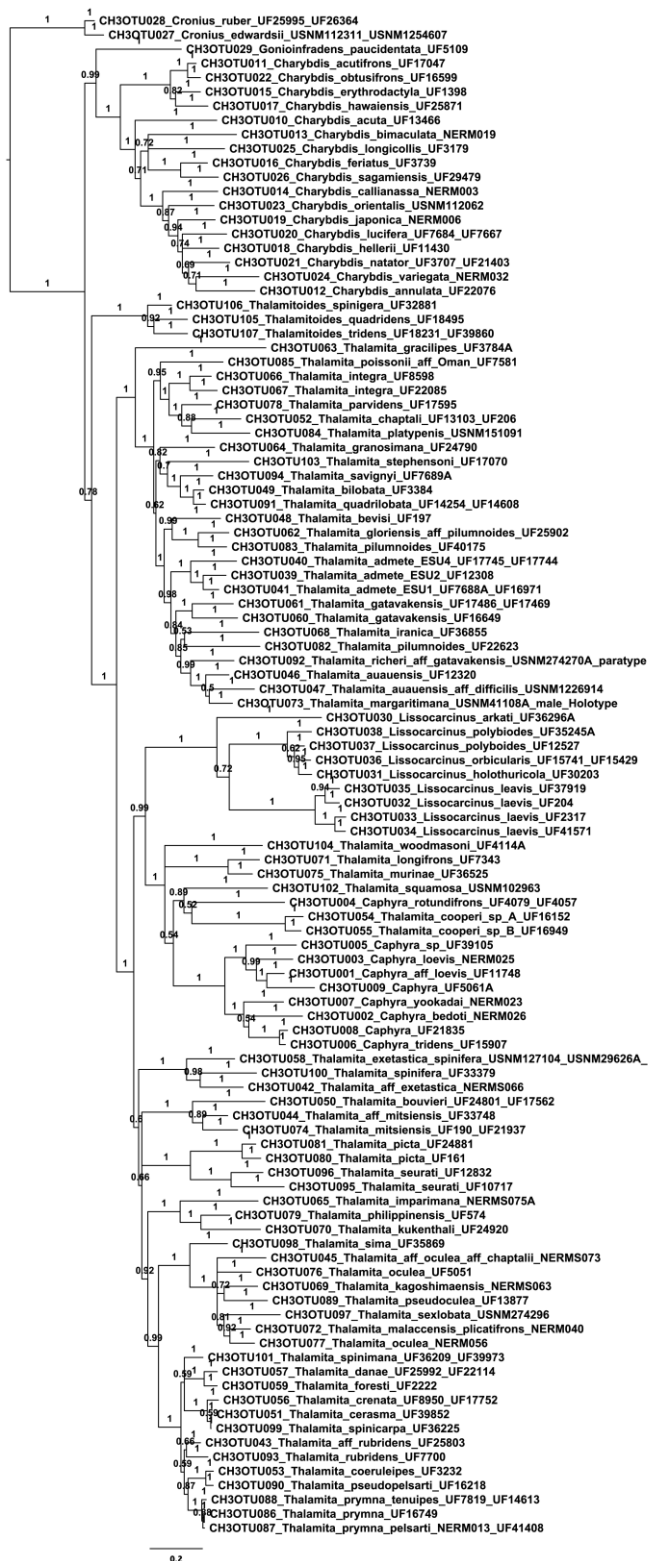 CH3OTU028_Cronius_ruber_UF25995_UF26364
CH3OTU027_Cronius_edwardsii_USNM112311_USNM1254607
CH3OTU029_Gonioinfradens_paucidentata_UF5109
CH3OTU011_Charybdis_acutifrons_UF17047
CH3OTU022_Charybdis_obtusifrons_UF16599
CH3OTU015_Charybdis_erythrodactyla_UF1398
CH3OTU017_Charybdis_hawaiensis_UF25871
CH3OTU010_Charybdis_acuta_UF13466
CH3OTU013_Charybdis_bimaculata_NERM019
CH3OTU025_Charybdis_longicollis_UF3179
CH3OTU016_Charybdis_feriatus_UF3739
CH3OTU026_Charybdis_sagamiensis_UF29479
CH3OTU014_Charybdis_callianassa_NERM003
CH3OTU023_Charybdis_orientalis_USNM112062
CH3OTU019_Charybdis_japonica_NERM006
CH3OTU020_Charybdis_lucifera_UF7684_UF7667
CH3OTU018_Charybdis_hellerii_UF11430
CH3OTU021_Charybdis_natator_UF3707_UF21403
CH3OTU024_Charybdis_variegata_NERM032
CH3OTU012_Charybdis_annulata_UF22076
CH3OTU106_Thalamitoides_spinigera_UF32881
CH3OTU105_Thalamitoides_quadridens_UF18495
CH3OTU107_Thalamitoides_tridens_UF18231_UF39860
CH3OTU063_Thalamita_gracilipes_UF3784A
CH3OTU085_Thalamita_poissonii_aff_Oman_UF7581
CH3OTU066_Thalamita_integra_UF8598
CH3OTU067_Thalamita_integra_UF22085
CH3OTU078_Thalamita_parvidens_UF17595
CH3OTU052_Thalamita_chaptali_UF13103_UF206
CH3OTU084_Thalamita_platypenis_USNM151091
CH3OTU064_Thalamita_granosimana_UF24790
CH3OTU103_Thalamita_stephensoni_UF17070
CH3OTU094_Thalamita_savignyi_UF7689A
CH3OTU049_Thalamita_bilobata_UF3384
CH3OTU091_Thalamita_quadrilobata_UF14254_UF14608
CH3OTU048_Thalamita_bevisi_UF197
CH3OTU062_Thalamita_gloriensis_aff_pilumnoides_UF25902
CH3OTU083_Thalamita_pilumnoides_UF40175
CH3OTU040_Thalamita_admete_ESU4_UF17745_UF17744
CH3OTU039_Thalamita_admete_ESU2_UF12308
CH3OTU041_Thalamita_admete_ESU1_UF7688A_UF16971
CH3OTU061_Thalamita_gatavakensis_UF17486_UF17469
CH3OTU060_Thalamita_gatavakensis_UF16649
CH3OTU068_Thalamita_iranica_UF36855
CH3OTU082_Thalamita_pilumnoides_UF22623
CH3OTU092_Thalamita_richeri_aff_gatavakensis_USNM274270A_paratype
CH3OTU046_Thalamita_auauensis_UF12320
CH3OTU047_Thalamita_auauensis_aff_difficilis_USNM1226914
CH3OTU073_Thalamita_margaritimana_USNM41108A_male_Holotype
CH3OTU030_Lissocarcinus_arkati_UF36296A
CH3OTU038_Lissocarcinus_polybiodes_UF35245A
CH3OTU037_Lissocarcinus_polyboides_UF12527
CH3OTU036_Lissocarcinus_orbicularis_UF15741_UF15429
CH3OTU031_Lissocarcinus_holothuricola_UF30203
CH3OTU035_Lissocarcinus_leavis_UF37919
CH3OTU032_Lissocarcinus_laevis_UF204
CH3OTU033_Lissocarcinus_laevis_UF2317
CH3OTU034_Lissocarcinus_laevis_UF41571
CH3OTU104_Thalamita_woodmasoni_UF4114A
CH3OTU071_Thalamita_longifrons_UF7343
CH3OTU075_Thalamita_murinae_UF36525
CH3OTU102_Thalamita_squamosa_USNM102963
CH3OTU004_Caphyra_rotundifrons_UF4079_UF4057
CH3OTU054_Thalamita_cooperi_sp_A_UF16152
CH3OTU055_Thalamita_cooperi_sp_B_UF16949
CH3OTU005_Caphyra_sp_UF39105
CH3OTU003_Caphyra_loevis_NERM025
CH3OTU001_Caphyra_aff_loevis_UF11748
CH3OTU009_Caphyra_UF5061A
CH3OTU007_Caphyra_yookadai_NERM023
CH3OTU002_Caphyra_bedoti_NERM026
CH3OTU008_Caphyra_UF21835
CH3OTU006_Caphyra_tridens_UF15907
CH3OTU058_Thalamita_exetastica_spinifera_USNM127104_USNM29626A_
CH3OTU100_Thalamita_spinifera_UF33379
CH3OTU042_Thalamita_aff_exetastica_NERMS066
CH3OTU050_Thalamita_bouvieri_UF24801_UF17562
CH3OTU044_Thalamita_aff_mitsiensis_UF33748
CH3OTU074_Thalamita_mitsiensis_UF190_UF21937
CH3OTU081_Thalamita_picta_UF24881
CH3OTU080_Thalamita_picta_UF161
CH3OTU096_Thalamita_seurati_UF12832
CH3OTU095_Thalamita_seurati_UF10717
CH3OTU065_Thalamita_imparimana_NERMS075A
CH3OTU079_Thalamita_philippinensis_UF574
CH3OTU070_Thalamita_kukenthali_UF24920
CH3OTU098_Thalamita_sima_UF35869
CH3OTU045_Thalamita_aff_oculea_aff_chaptalii_NERMS073
CH3OTU076_Thalamita_oculea_UF5051
CH3OTU069_Thalamita_kagoshimaensis_NERMS063
CH3OTU089_Thalamita_pseudoculea_UF13877
CH3OTU097_Thalamita_sexlobata_USNM274296
CH3OTU072_Thalamita_malaccensis_plicatifrons_NERM040
CH3OTU077_Thalamita_oculea_NERM056
CH3OTU101_Thalamita_spinimana_UF36209_UF39973
CH3OTU057_Thalamita_danae_UF25992_UF22114
CH3OTU059_Thalamita_foresti_UF2222
CH3OTU056_Thalamita_crenata_UF8950_UF17752
CH3OTU051_Thalamita_cerasma_UF39852
CH3OTU099_Thalamita_spinicarpa_UF36225
CH3OTU043_Thalamita_aff_rubridens_UF25803
CH3OTU093_Thalamita_rubridens_UF7700
CH3OTU053_Thalamita_coeruleipes_UF3232
CH3OTU090_Thalamita_pseudopelsarti_UF16218
CH3OTU088_Thalamita_prymna_tenuipes_UF7819_UF14613
CH3OTU086_Thalamita_prymna_UF16749
CH3OTU087_Thalamita_prymna_pelsarti_NERM013_UF41408
0.2